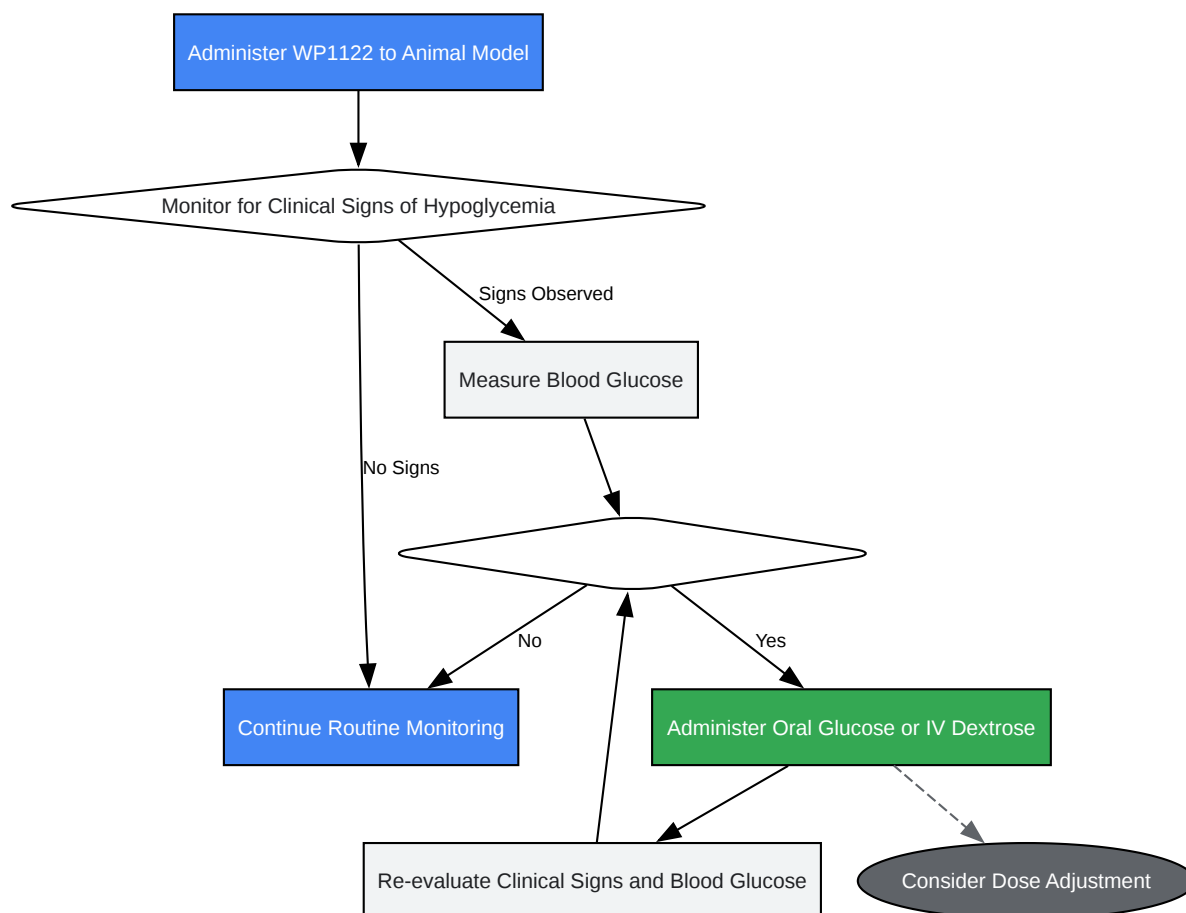 Administer WP1122 to Animal Model
Monitor for Clinical Signs of Hypoglycemia
Signs Observed
Measure Blood Glucose
No Signs
No
Yes
Continue Routine Monitoring
Administer Oral Glucose or IV Dextrose
Re-evaluate Clinical Signs and Blood Glucose
Consider Dose Adjustment